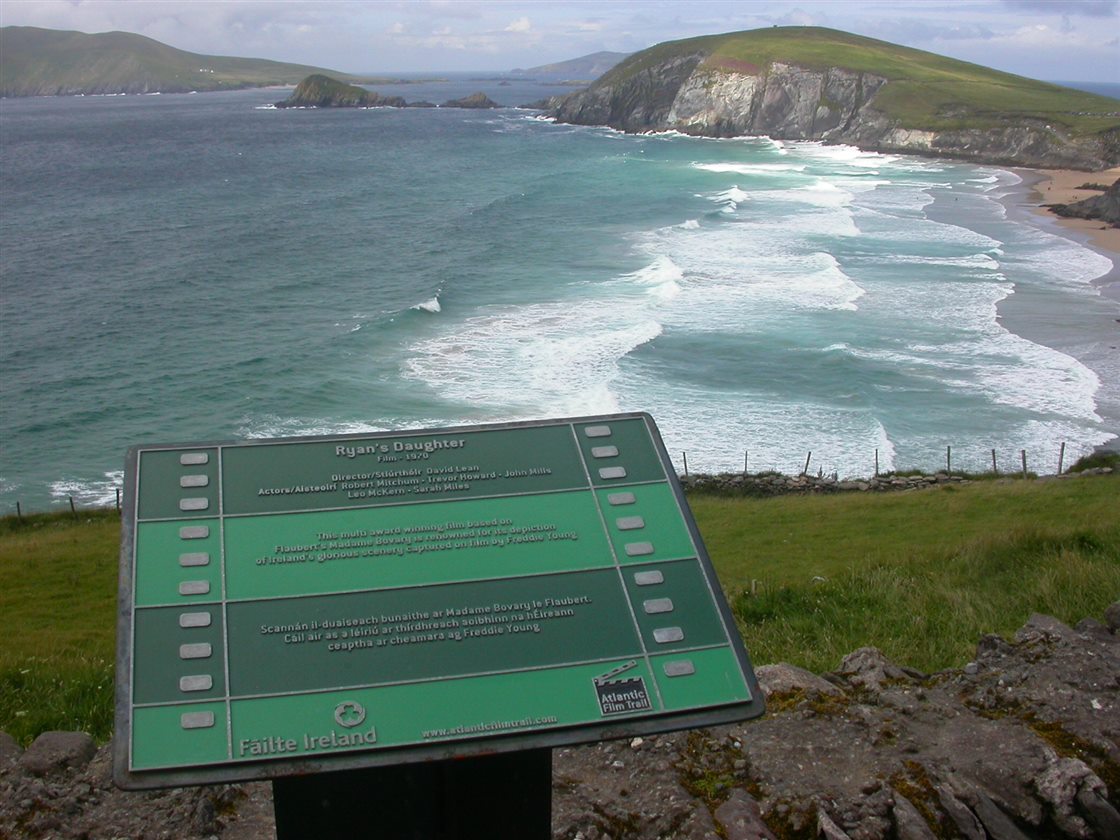 Ryan's Daughter
Film - 1970
Director/Stiúrthóir David Lean
Actors/Aisteoirí Robert Mitchum - Trevor Howard - John Mills
Leo McKern - Sarah Miles
This multi award winning film based on
Flaubert's Madame Bovary is renowned for its depiction
of Ireland's glorious scenery captured on film by Freddie Young
Scannán il-duaiseach bunaithe ar Madame Bovary le Flaubert.
Cáil air as a léiriú ar thírdhreach aoibhinn na hÉireann
ceaptha ar cheamara ag Freddie Young
Atlantic
Film Trail
www.atlanticfilmtrail.com
Fáilte Ireland